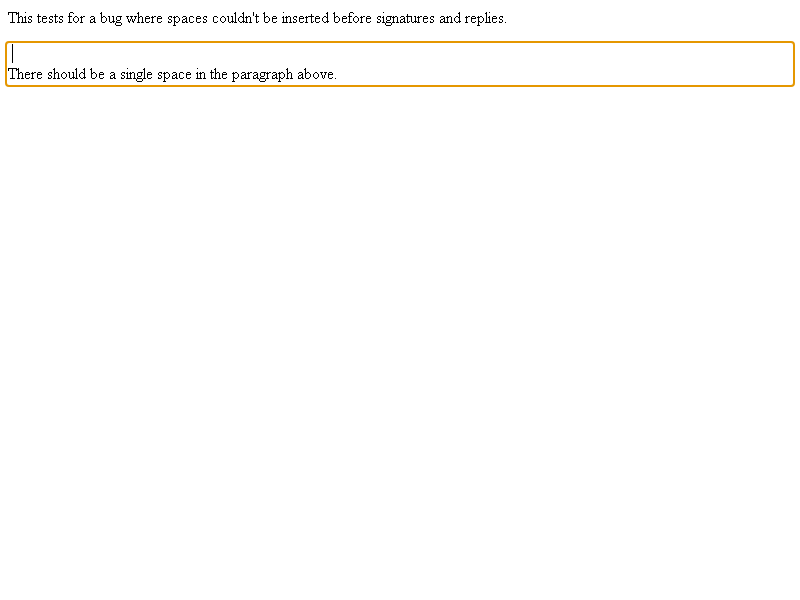 This tests for a bug where spaces couldn't be inserted before signatures and replies.
There should be a single space in the paragraph above.